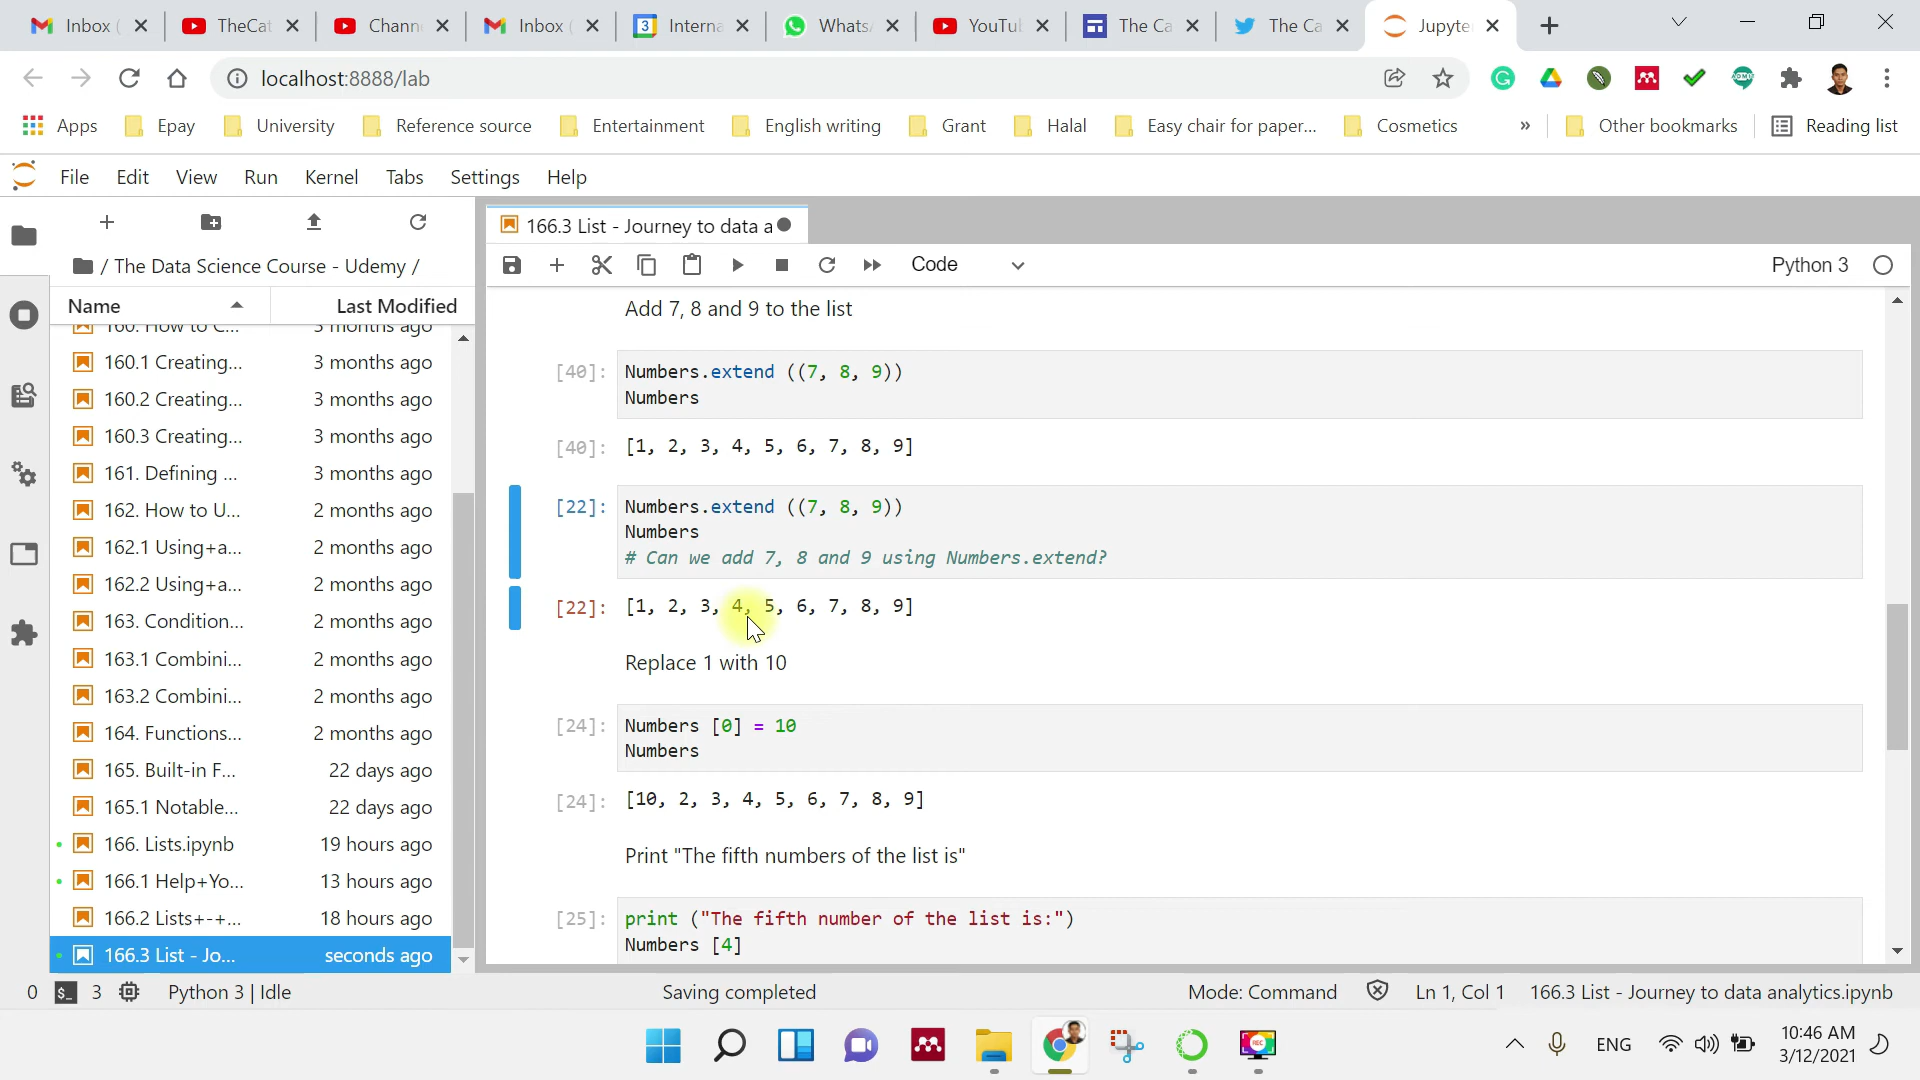 Inbox (
TheCat
Chann
Inbox (
Interna
WhatsA
YouTu
The Ca
The Ca
Jupyte
localhost:8888/lab
Apps
Epay
University
Reference source
Entertainment
English writing
Grant
Halal
Easy chair for paper...
Cosmetics
»
Other bookmarks
Reading list
File
Edit
View
Run
Kernel
Tabs
Settings
Help
/ The Data Science Course - Udemy /
Name
Last Modified
160. How to C... 3 months ago
160.1 Creating... 3 months ago
160.2 Creating... 3 months ago
160.3 Creating... 3 months ago
161. Defining ... 3 months ago
162. How to U... 2 months ago
162.1 Using+a... 2 months ago
162.2 Using+a... 2 months ago
163. Condition... 2 months ago
163.1 Combini... 2 months ago
163.2 Combini... 2 months ago
164. Functions... 2 months ago
165. Built-in F... 22 days ago
165.1 Notable... 22 days ago
166. Lists.ipynb 19 hours ago
166.1 Help+Yo... 13 hours ago
166.2 Lists+-+... 18 hours ago
166.3 List - Jo... seconds ago
166.3 List - Journey to data a
Code
Python 3
Add 7, 8 and 9 to the list
[40]: Numbers.extend ((7, 8, 9))
Numbers
[40]: [1, 2, 3, 4, 5, 6, 7, 8, 9]
[22]: Numbers.extend ((7, 8, 9))
Numbers
# Can we add 7, 8 and 9 using Numbers.extend?
[22]: [1, 2, 3, 4, 5, 6, 7, 8, 9]
Replace 1 with 10
[24]: Numbers [0] = 10
Numbers
[24]: [10, 2, 3, 4, 5, 6, 7, 8, 9]
Print "The fifth numbers of the list is"
[25]: print ("The fifth number of the list is:")
Numbers [4]
0
3
Python 3 | Idle
Saving completed
Mode: Command
Ln 1, Col 1
166.3 List - Journey to data analytics.ipynb
ENG
10:46 AM
3/12/2021